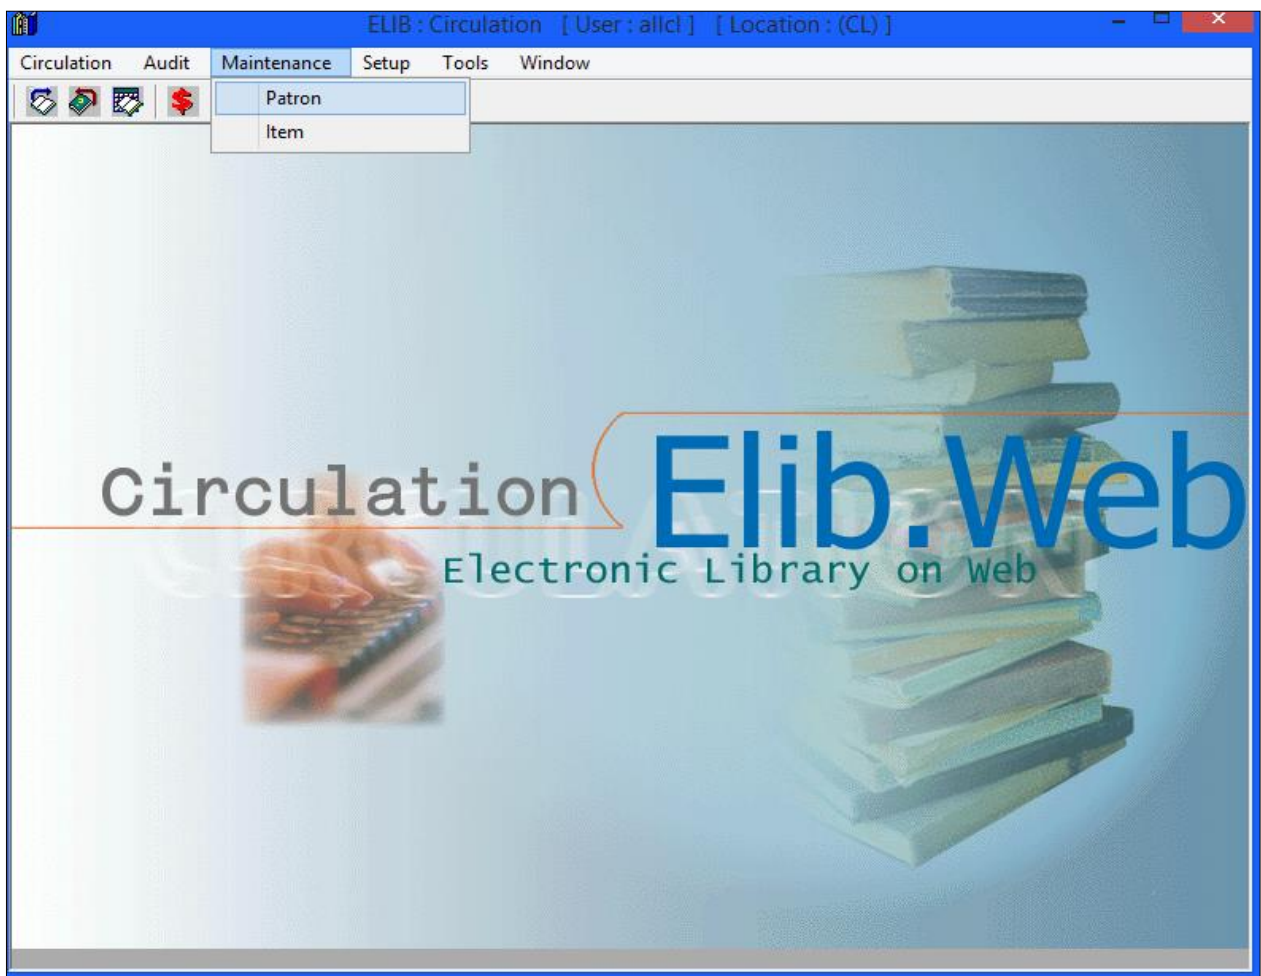 ELIB : Circulation [ User : allcl ] [ Location : (CL) ]
Circulation Audit Maintenance Setup Tools Window
Patron
Item
Circulation
Elib.Web
CIRCULATION
Electronic Library on Web